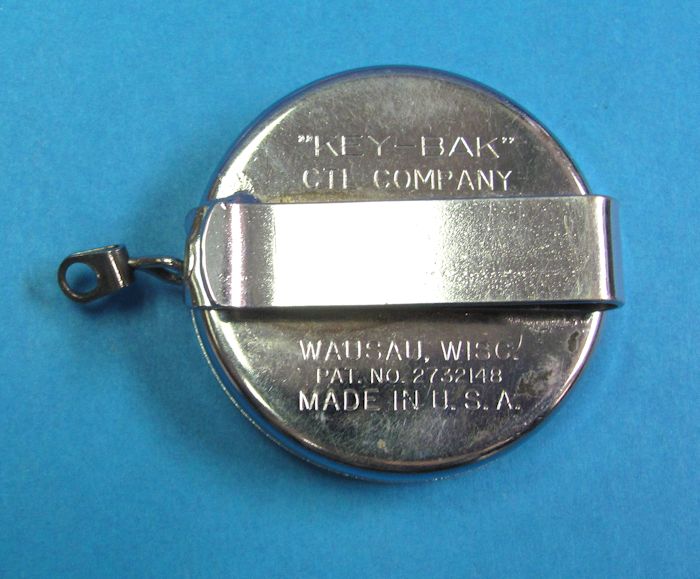 "KEY-BAK"
CTL COMPANY
WAUSAU, WISC.
PAT. NO. 2732148
MADE IN U.S.A.